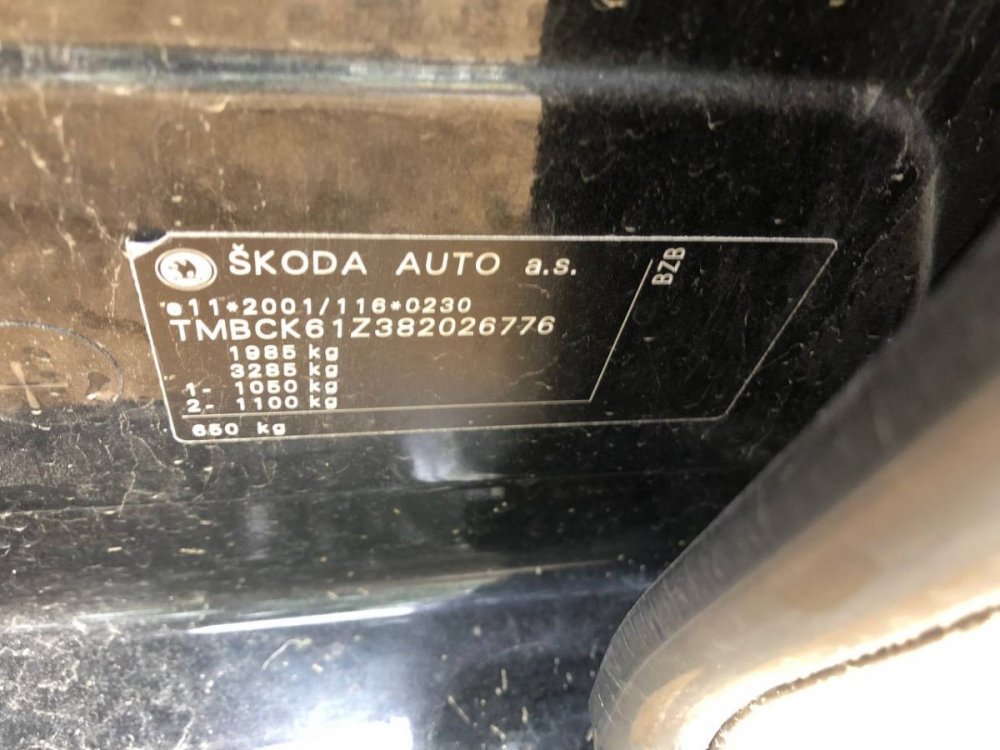 ŠKODA AUTO a.s.
e11*2001/116*0230
TMBCK61Z382026776
1985 kg
3285 kg
1- 1050 kg
2- 1100 kg
650 kg
BZB